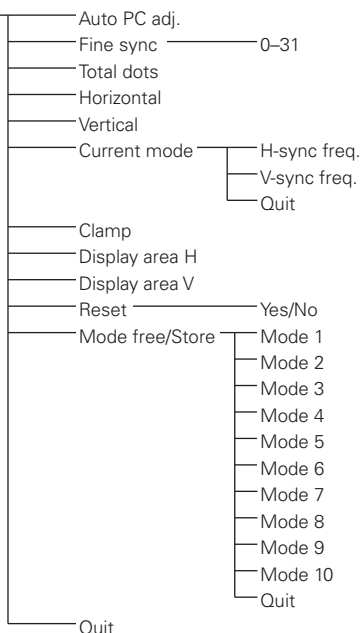 Auto PC adj.
Fine sync 0–31
Total dots
Horizontal
Vertical
Current mode H-sync freq.
V-sync freq.
Quit
Clamp
Display area H
Display area V
Reset Yes/No
Mode free/Store Mode 1
Mode 2
Mode 3
Mode 4
Mode 5
Mode 6
Mode 7
Mode 8
Mode 9
Mode 10
Quit
Quit